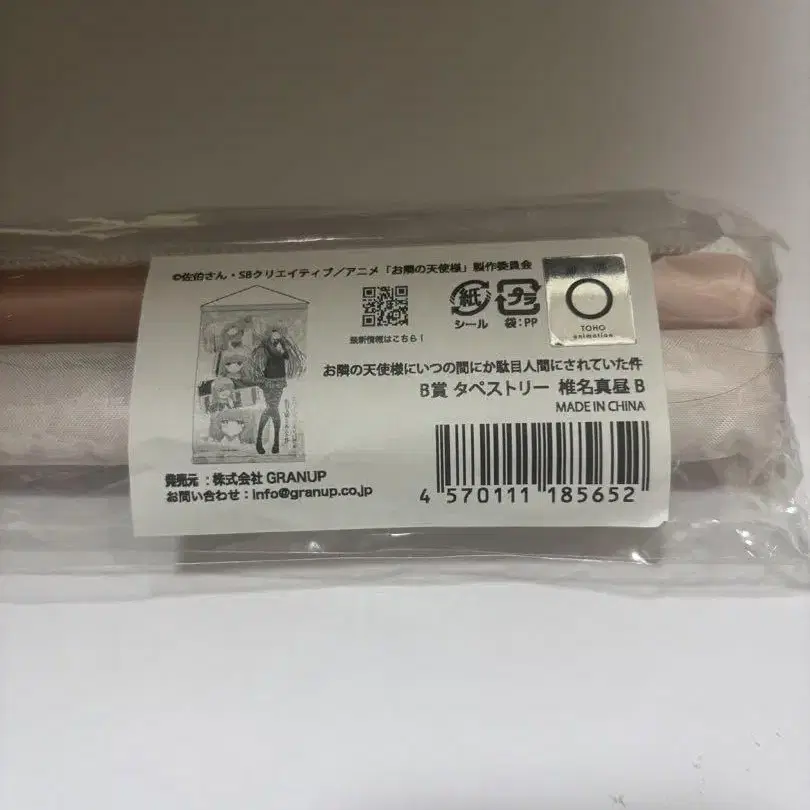 ©佐伯さん・SBクリエイティブ／アニメ「お隣の天使様」製作委員会
最新情報はこちら！
紙
シール
プラ
袋：PP
TOHO
animation
お隣の天使様にいつの間にか駄目人間にされていた件
B賞 タペストリー 椎名真昼 B
MADE IN CHINA
発売元：株式会社 GRANUP
お問い合わせ：info@granup.co.jp
4 570111 185652